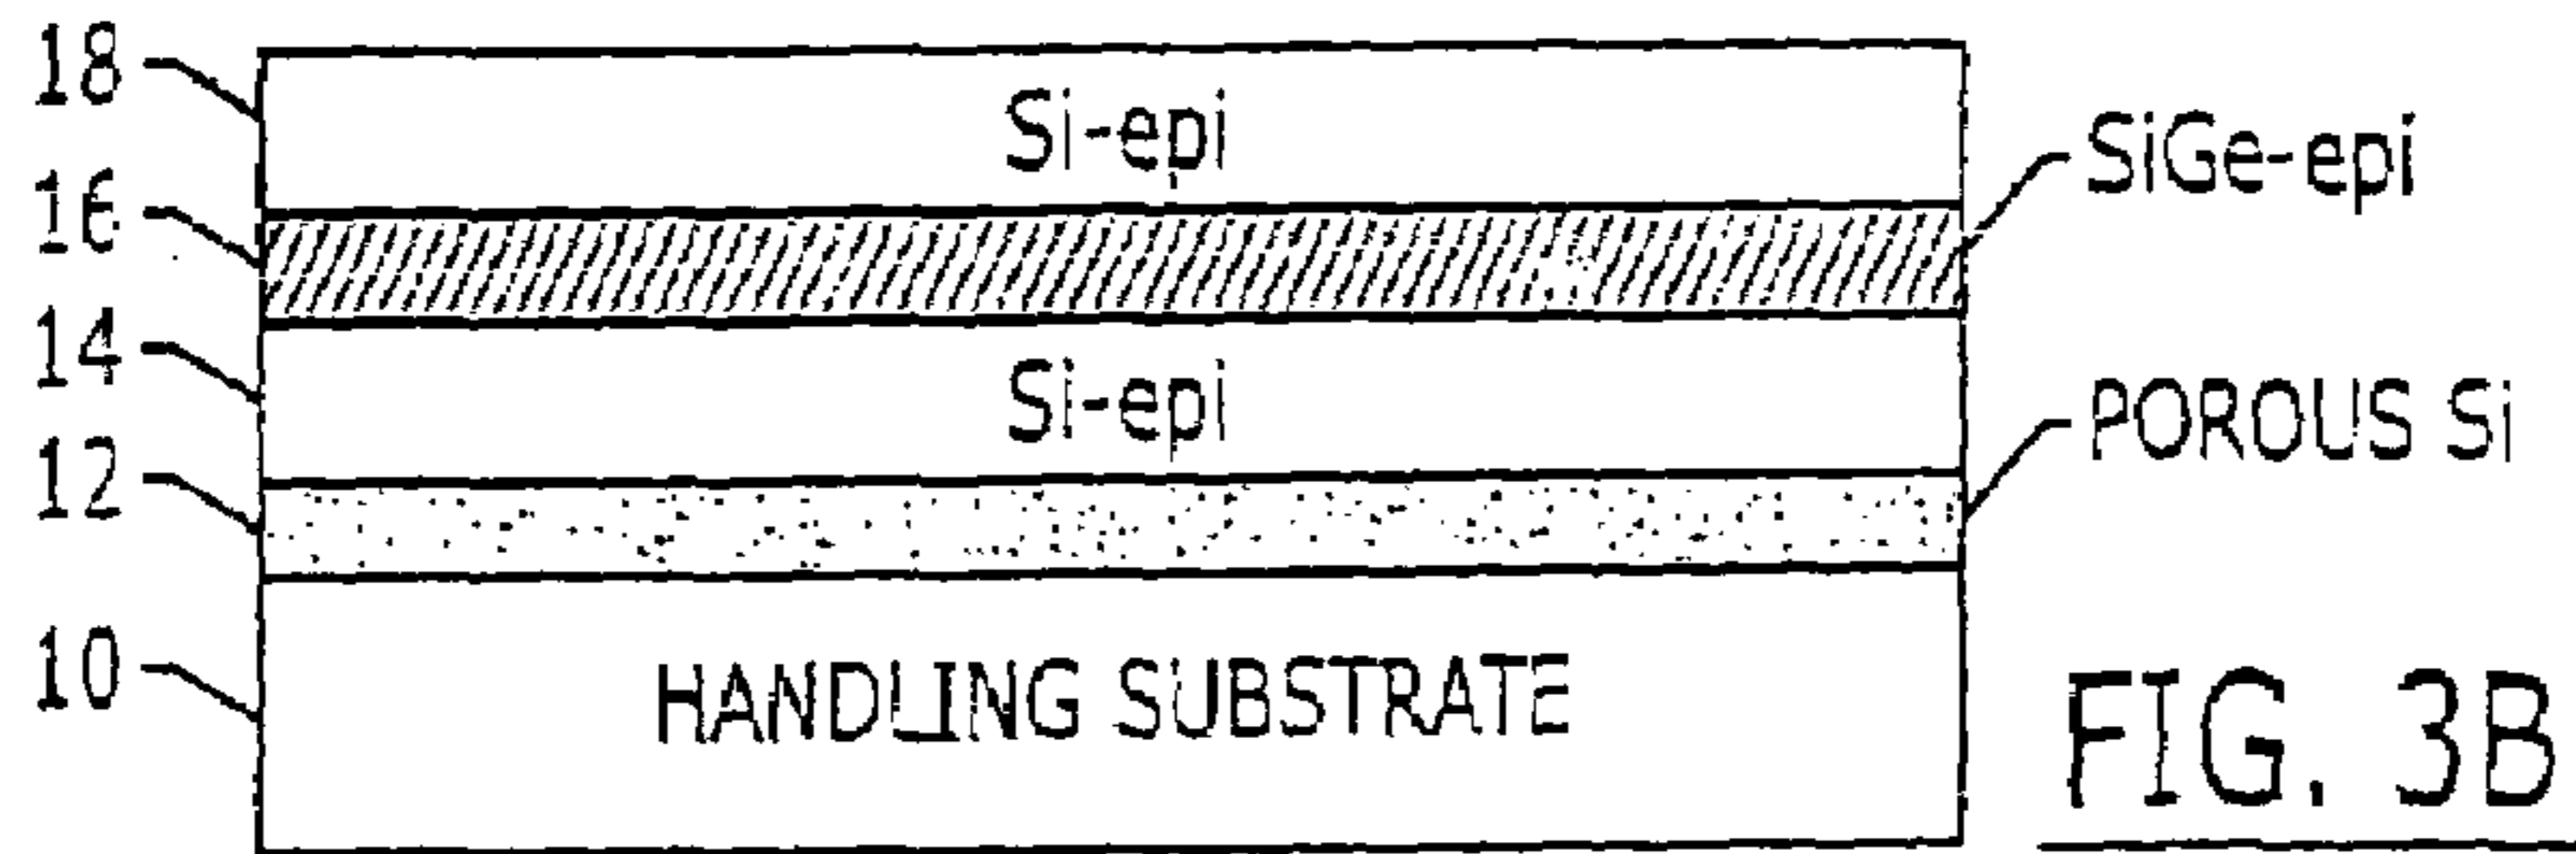 18
Si-epi
SiGe-epi
16
14
Si-epi
POROUS Si
12
10
HANDLING SUBSTRATE
FIG. 3B